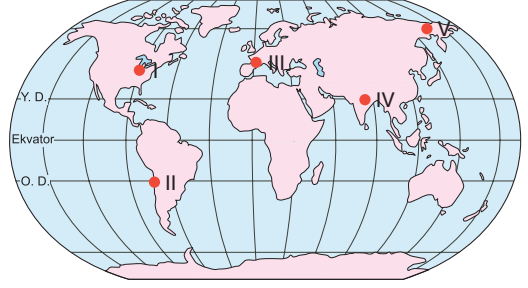 V
I
III
Y. D.
IV
Ekvator
O. D.
II